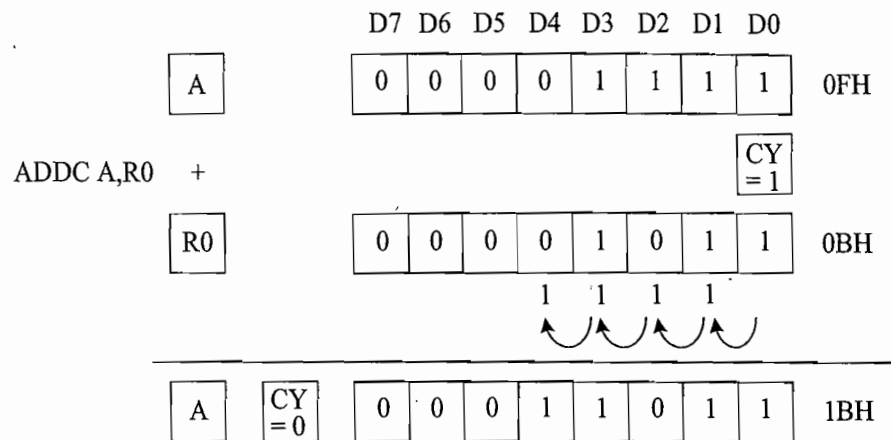 D7 D6 D5 D4 D3 D2 D1 D0
A 0 0 0 0 1 1 1 1 0FH
CY
ADDC A,R0 + = 1
R0 0 0 0 0 1 0 1 1 0BH
1 1 1 1
A CY = 0 0 0 0 1 1 0 1 1 1BH